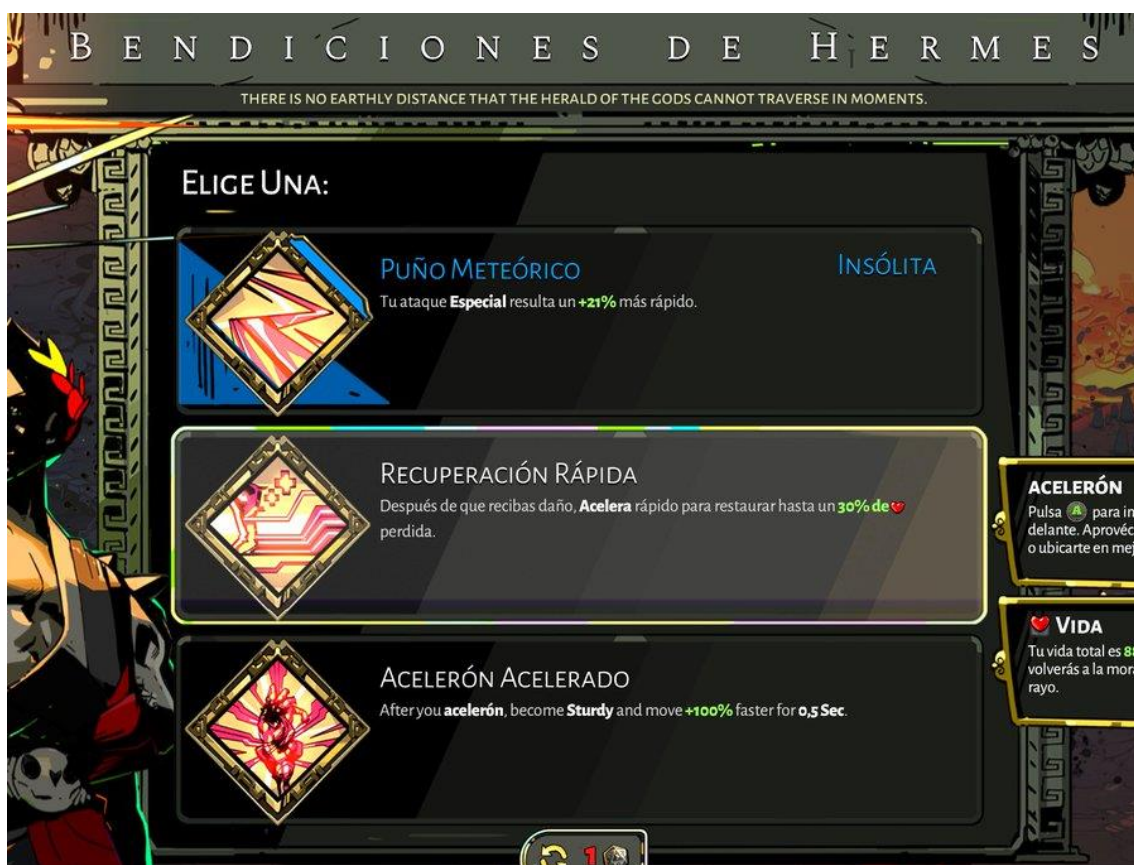 Bendiciones de Hermes
THERE IS NO EARTHLY DISTANCE THAT THE HERALD OF THE GODS CANNOT TRAVERSE IN MOMENTS.
Elige Una:
Puño Meteórico
Insólita
Tu ataque Especial resulta un +21% más rápido.
Recuperación Rápida
Después de que recibas daño, Acelera rápido para restaurar hasta un 30% de
perdida.
ACELERÓN
Pulsa A para in
delante. Aprovéc
o ubicarte en mej
VIDA
Tu vida total es 88
volverás a la mora
rayo.
Acelerón Acelerado
After you acelerón, become Sturdy and move +100% faster for 0,5 Sec.
1